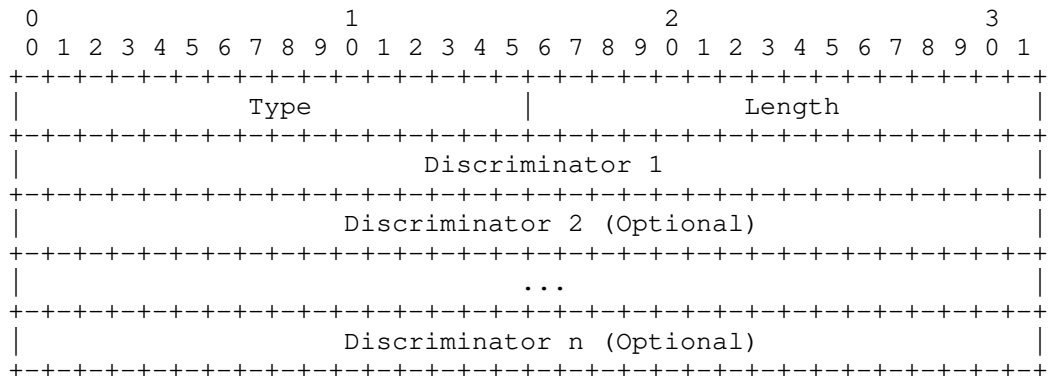 0                   1                   2                   3
 0 1 2 3 4 5 6 7 8 9 0 1 2 3 4 5 6 7 8 9 0 1 2 3 4 5 6 7 8 9 0 1
+-+-+-+-+-+-+-+-+-+-+-+-+-+-+-+-+-+-+-+-+-+-+-+-+-+-+-+-+-+-+-+-+
|              Type             |             Length            |
+-+-+-+-+-+-+-+-+-+-+-+-+-+-+-+-+-+-+-+-+-+-+-+-+-+-+-+-+-+-+-+-+
|                         Discriminator 1                       |
+-+-+-+-+-+-+-+-+-+-+-+-+-+-+-+-+-+-+-+-+-+-+-+-+-+-+-+-+-+-+-+-+
|                    Discriminator 2 (Optional)                 |
+-+-+-+-+-+-+-+-+-+-+-+-+-+-+-+-+-+-+-+-+-+-+-+-+-+-+-+-+-+-+-+-+
|                               ...                             |
+-+-+-+-+-+-+-+-+-+-+-+-+-+-+-+-+-+-+-+-+-+-+-+-+-+-+-+-+-+-+-+-+
|                    Discriminator n (Optional)                 |
+-+-+-+-+-+-+-+-+-+-+-+-+-+-+-+-+-+-+-+-+-+-+-+-+-+-+-+-+-+-+-+-+